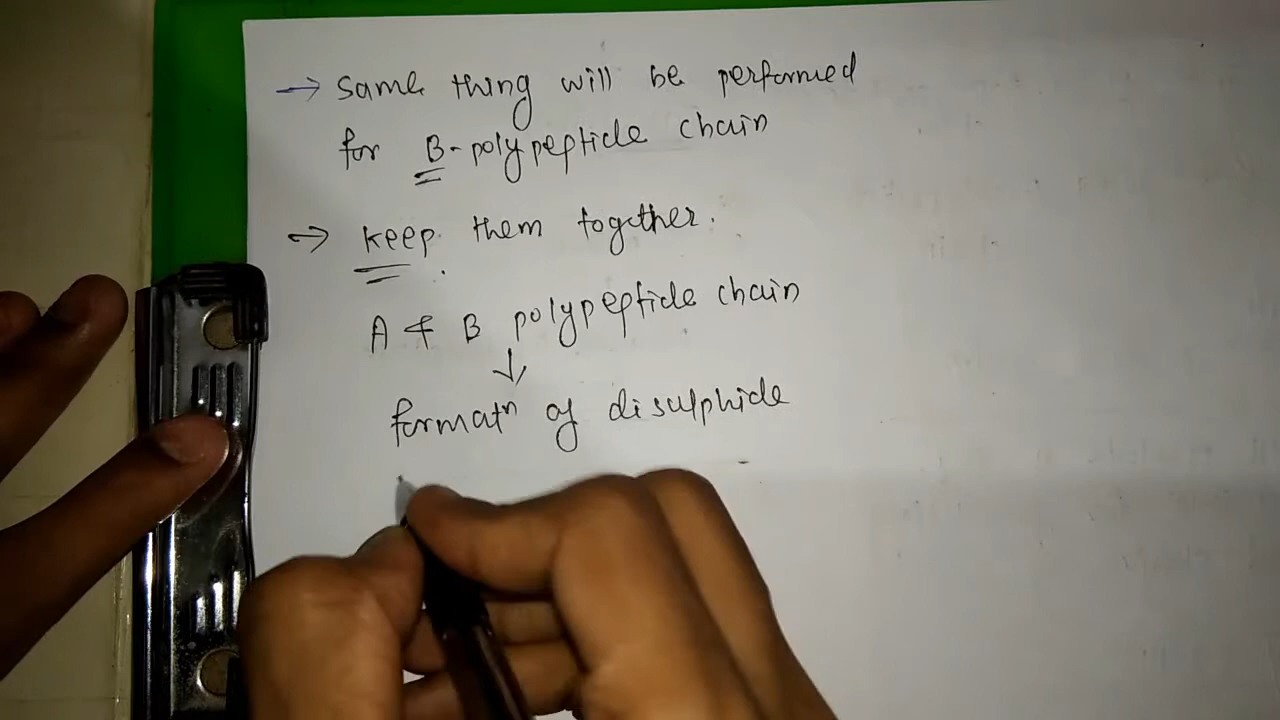 → Same thing will be performed
for B-polypeptide chain
→ Keep them together.
A & B polypeptide chain
↓
formatⁿ of disulphide